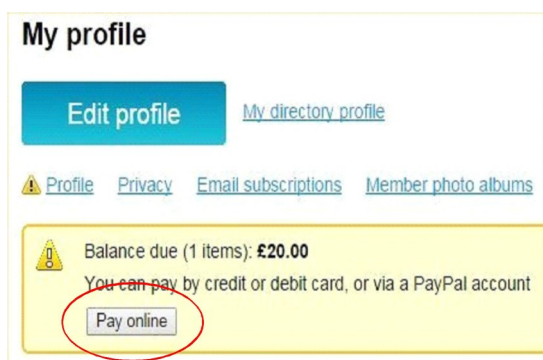 My profile
Edit profile My directory profile
Profile Privacy Email subscriptions Member photo albums
Balance due (1 items): £20.00
You can pay by credit or debit card, or via a PayPal account
Pay online